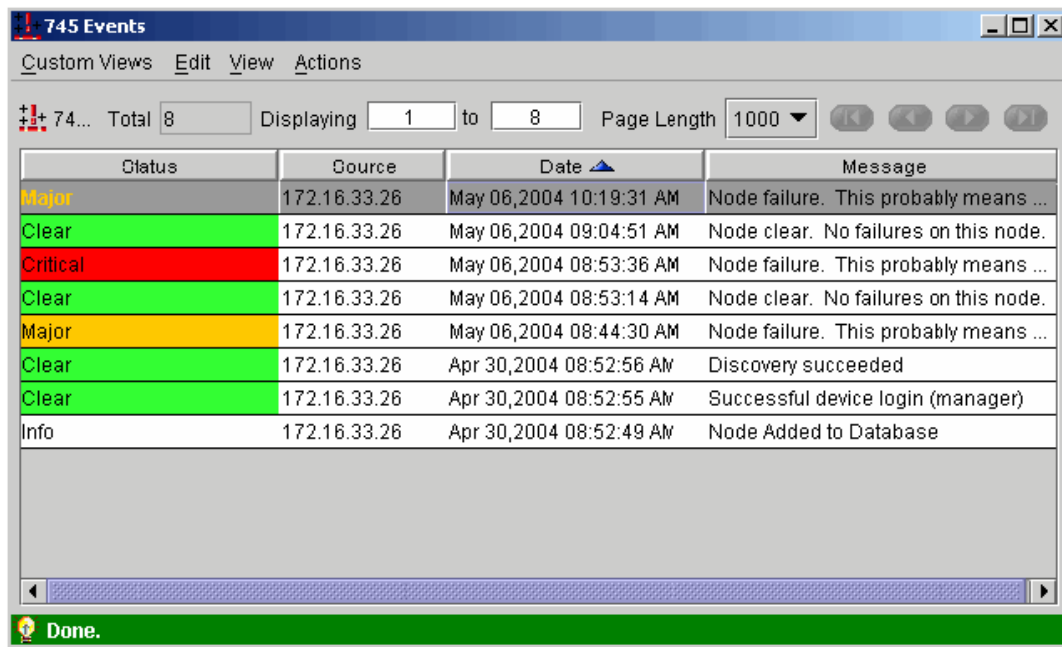 745 Events
Custom Views Edit View Actions
74... Total 8 Displaying 1 to 8 Page Length 1000
Status Source Date Message
Major 172.16.33.26 May 06,2004 10:19:31 AM Node failure. This probably means ...
Clear 172.16.33.26 May 06,2004 09:04:51 AM Node clear. No failures on this node.
Critical 172.16.33.26 May 06,2004 08:53:36 AM Node failure. This probably means ...
Clear 172.16.33.26 May 06,2004 08:53:14 AM Node clear. No failures on this node.
Major 172.16.33.26 May 06,2004 08:44:30 AM Node failure. This probably means ...
Clear 172.16.33.26 Apr 30,2004 08:52:56 AM Discovery succeeded
Clear 172.16.33.26 Apr 30,2004 08:52:55 AM Successful device login (manager)
Info 172.16.33.26 Apr 30,2004 08:52:49 AM Node Added to Database
Done.